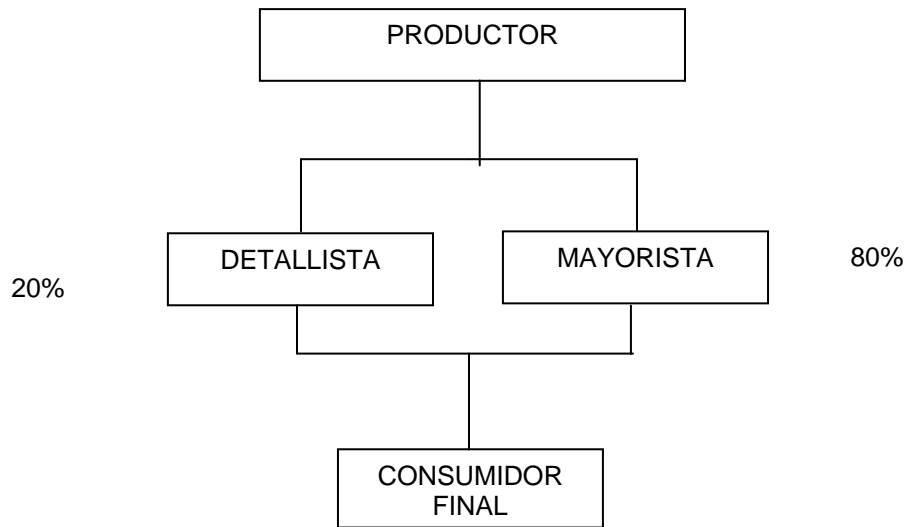 PRODUCTOR
DETALLISTA
MAYORISTA
80%
20%
CONSUMIDOR
FINAL